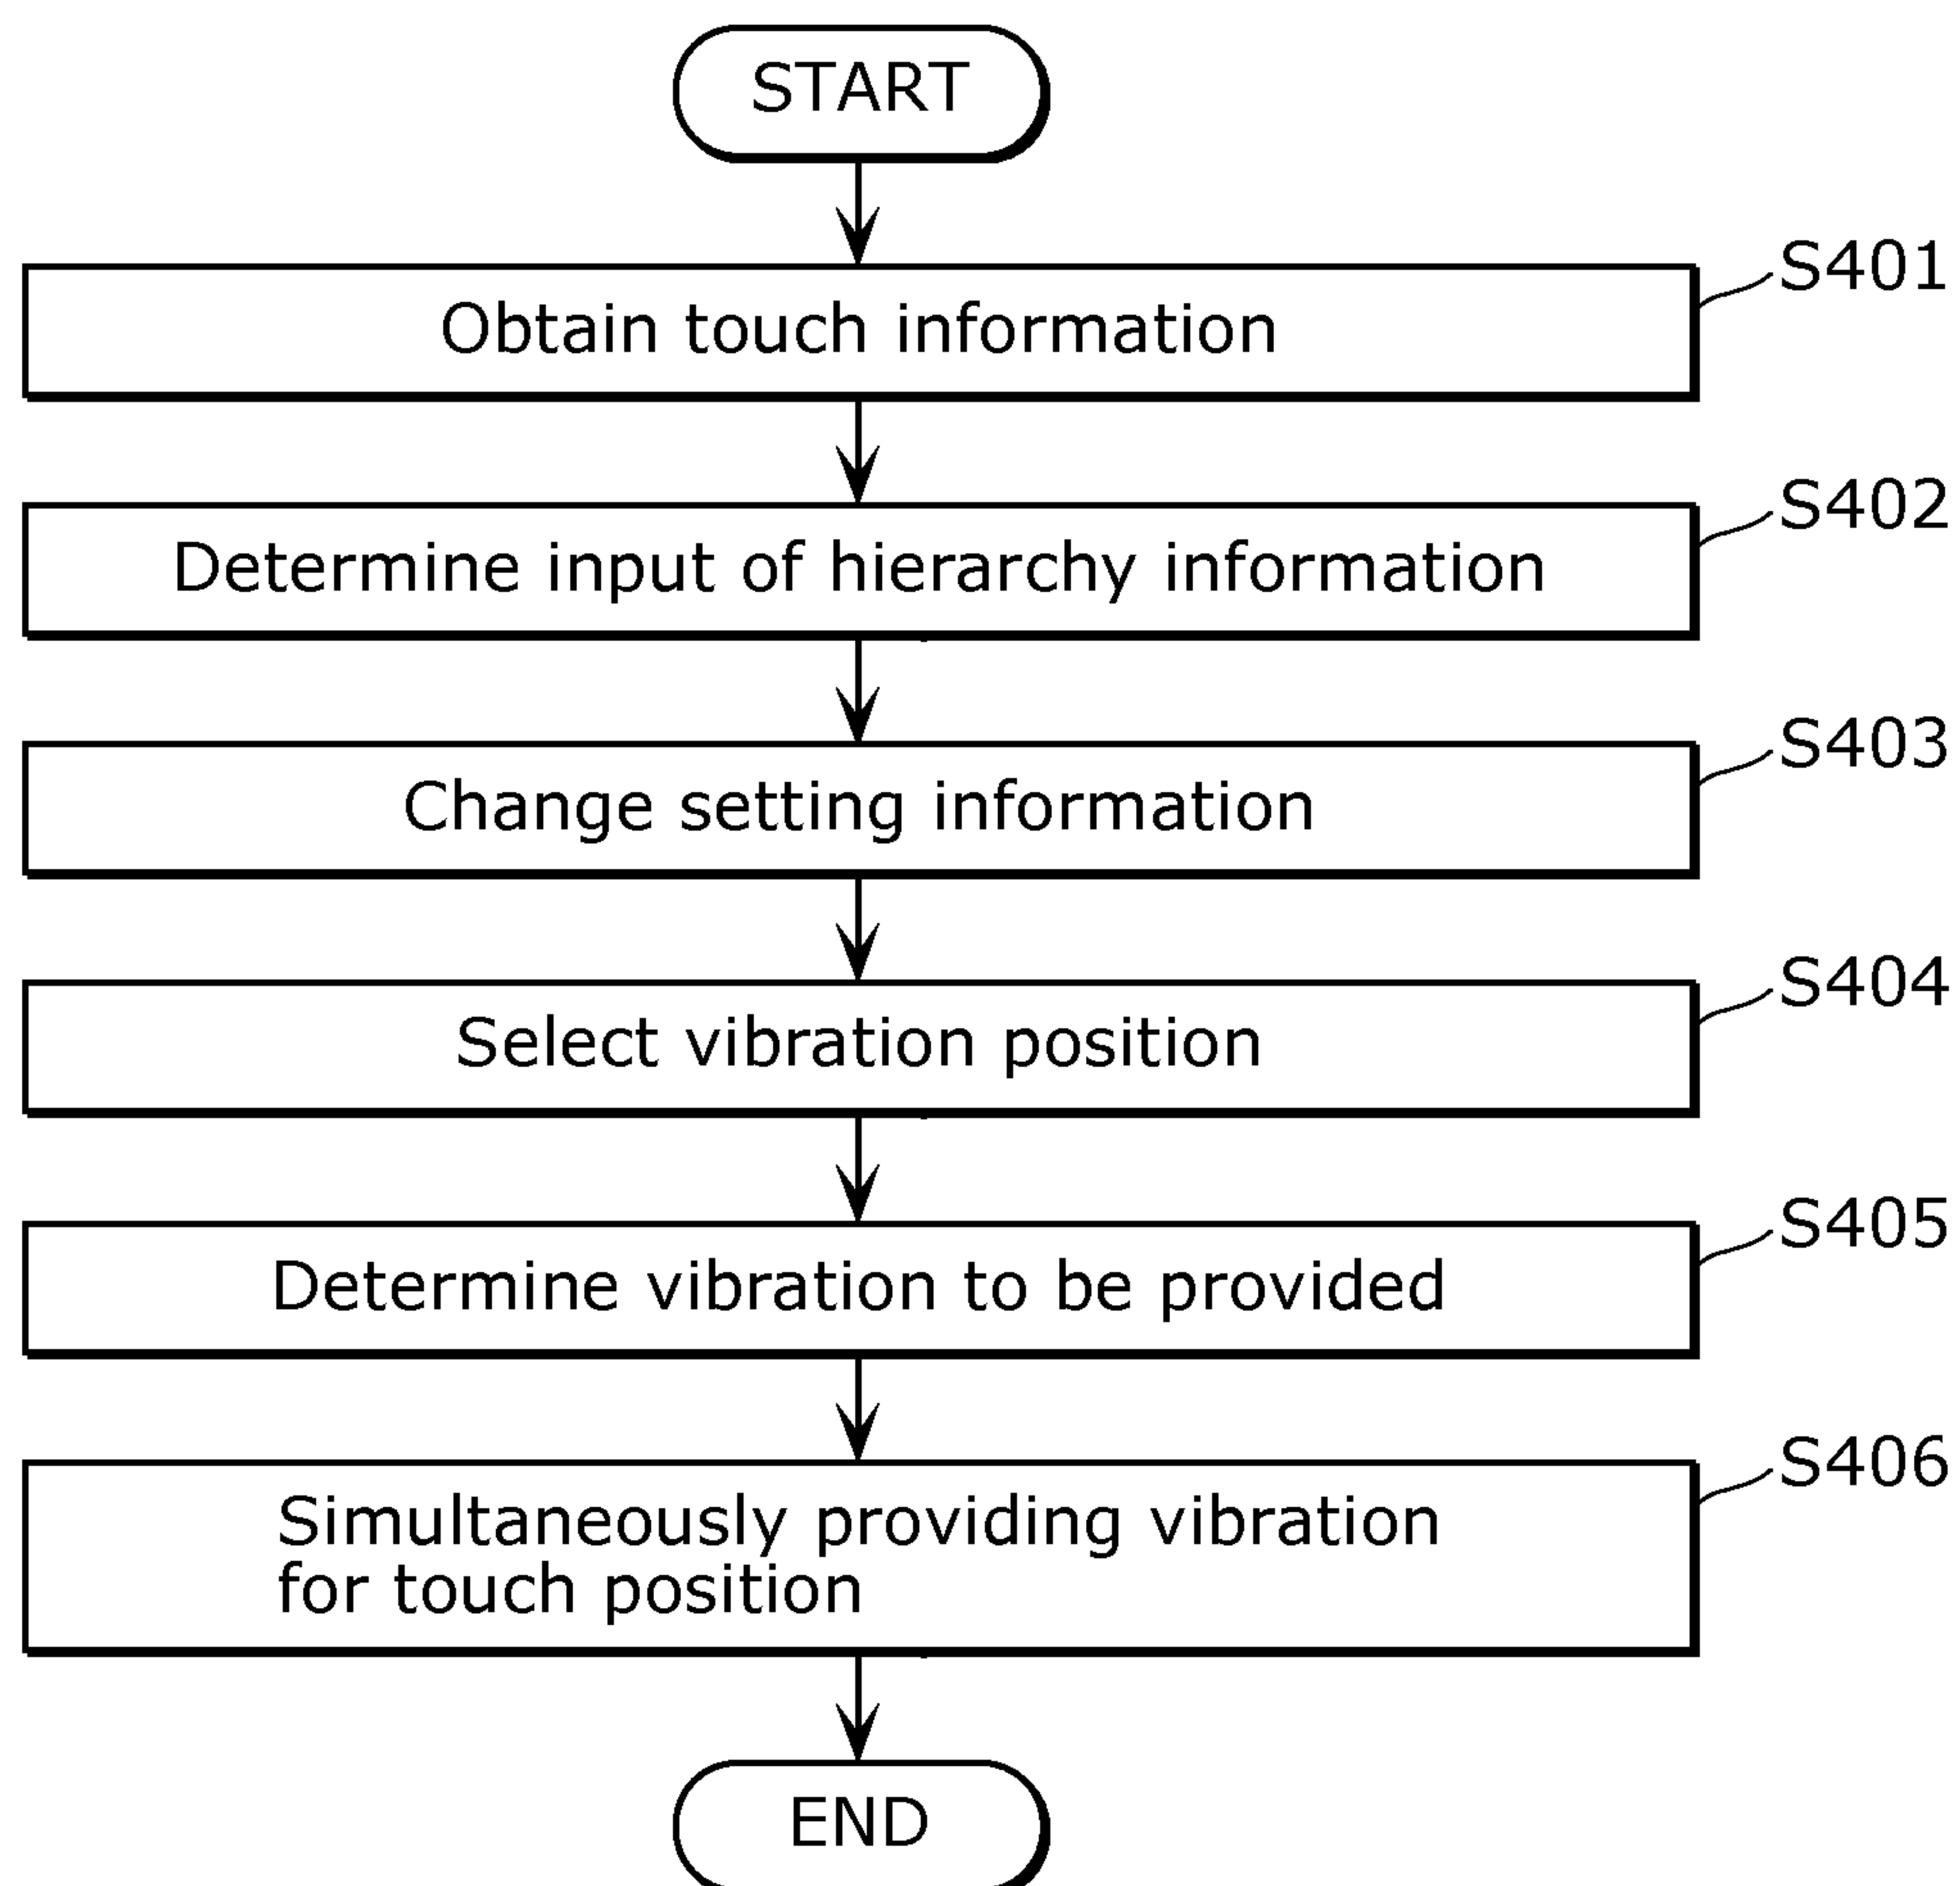 START
S401
Obtain touch information
S402
Determine input of hierarchy information
S403
Change setting information
S404
Select vibration position
S405
Determine vibration to be provided
S406
Simultaneously providing vibration
for touch position
END